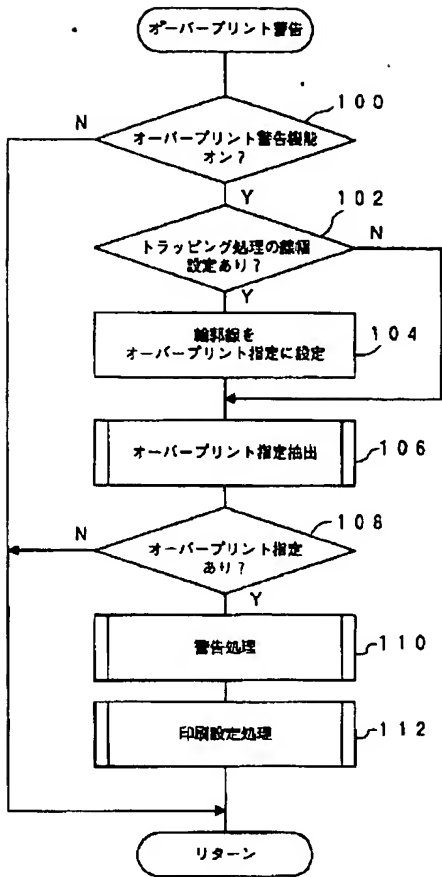 オーバープリント警告
100
オーバープリント警告機能
オン？
N
Y
102
トラッピング処理の線幅
設定あり？
N
Y
輪郭線を
オーバープリント指定に設定
104
オーバープリント指定抽出
106
108
オーバープリント指定
あり？
N
Y
警告処理
110
印刷設定処理
112
リターン